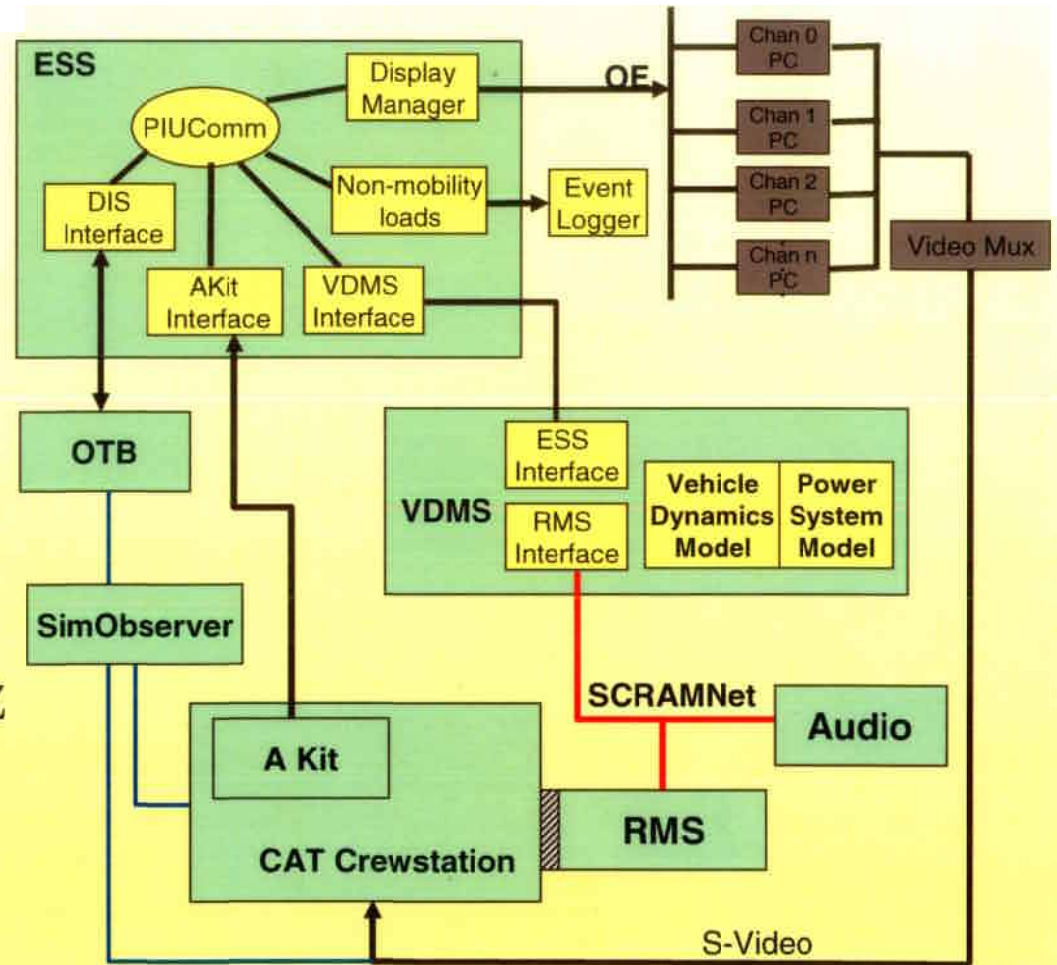 ESS
Display
Manager
PIUComm
DIS
Interface
Non-mobility
loads
Event
Logger
AKit
Interface
VDMS
Interface
OE
Chan 0
PC
Chan 1
PC
Chan 2
PC
Chan n
PC
Video Mux
OTB
VDMS
ESS
Interface
RMS
Interface
Vehicle
Dynamics
Model
Power
System
Model
SimObserver
Z
SCRAMNet
Audio
A Kit
CAT Crewstation
RMS
S-Video